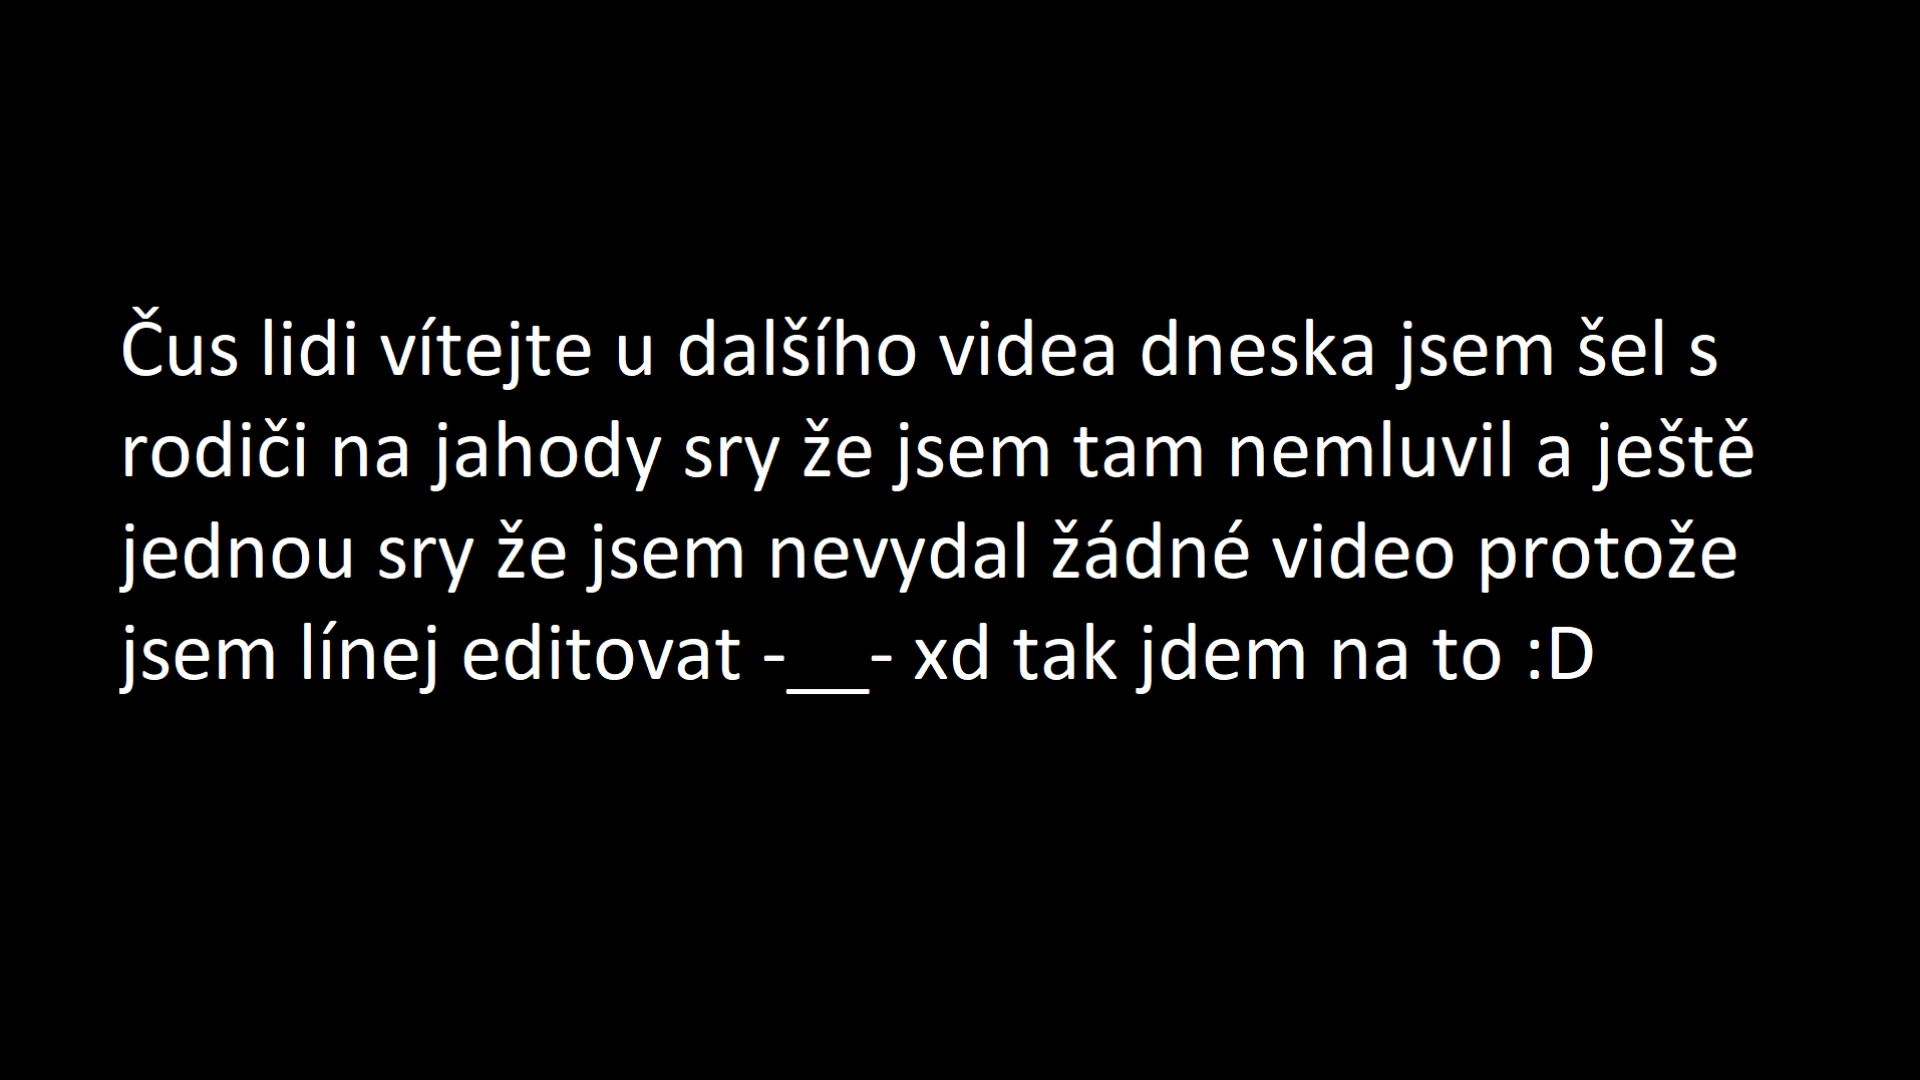 Čus lidi vítejte u dalšího videa dneska jsem šel s
rodiči na jahody sry že jsem tam nemluvil a ještě
jednou sry že jsem nevydal žádné video protože
jsem línej editovat -__- xd tak jdem na to :D